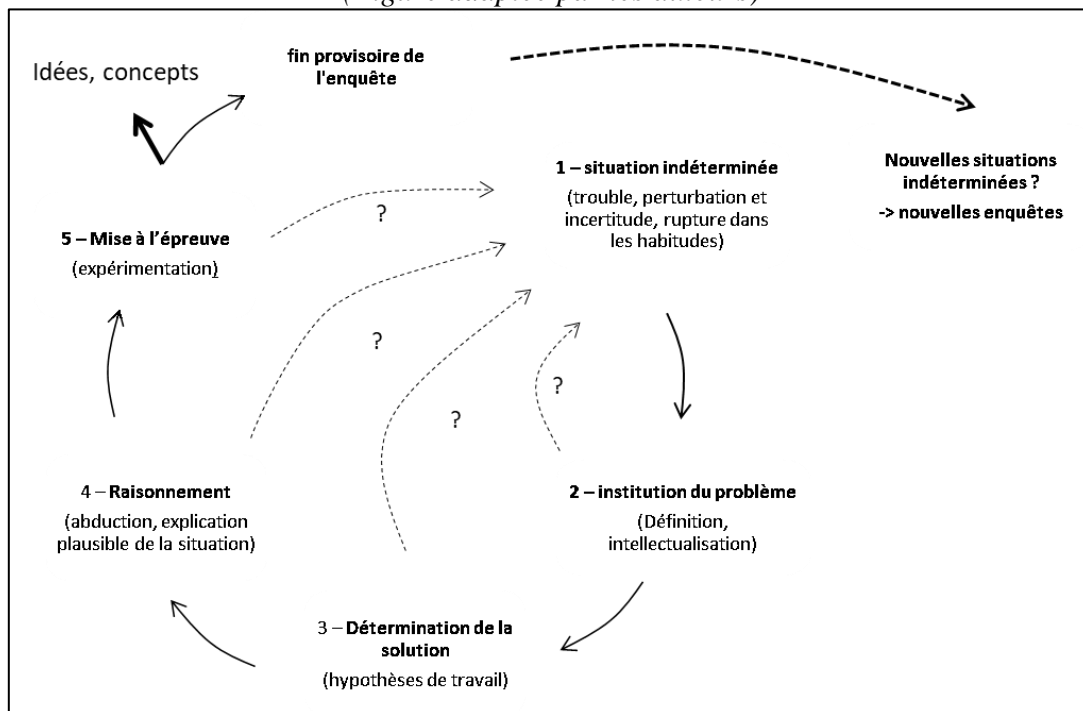 (Figure adaptée par les auteurs)
Idées, concepts
fin provisoire de
l'enquête
1 – situation indéterminée
(trouble, perturbation et
incertitude, rupture dans
les habitudes)
Nouvelles situations
indéterminées ?
-> nouvelles enquêtes
?
5 – Mise à l'épreuve
(expérimentation)
?
?
?
4 – Raisonnement
(abduction, explication
plausible de la situation)
2 – institution du problème
(Définition,
intellectualisation)
3 – Détermination de la
solution
(hypothèses de travail)